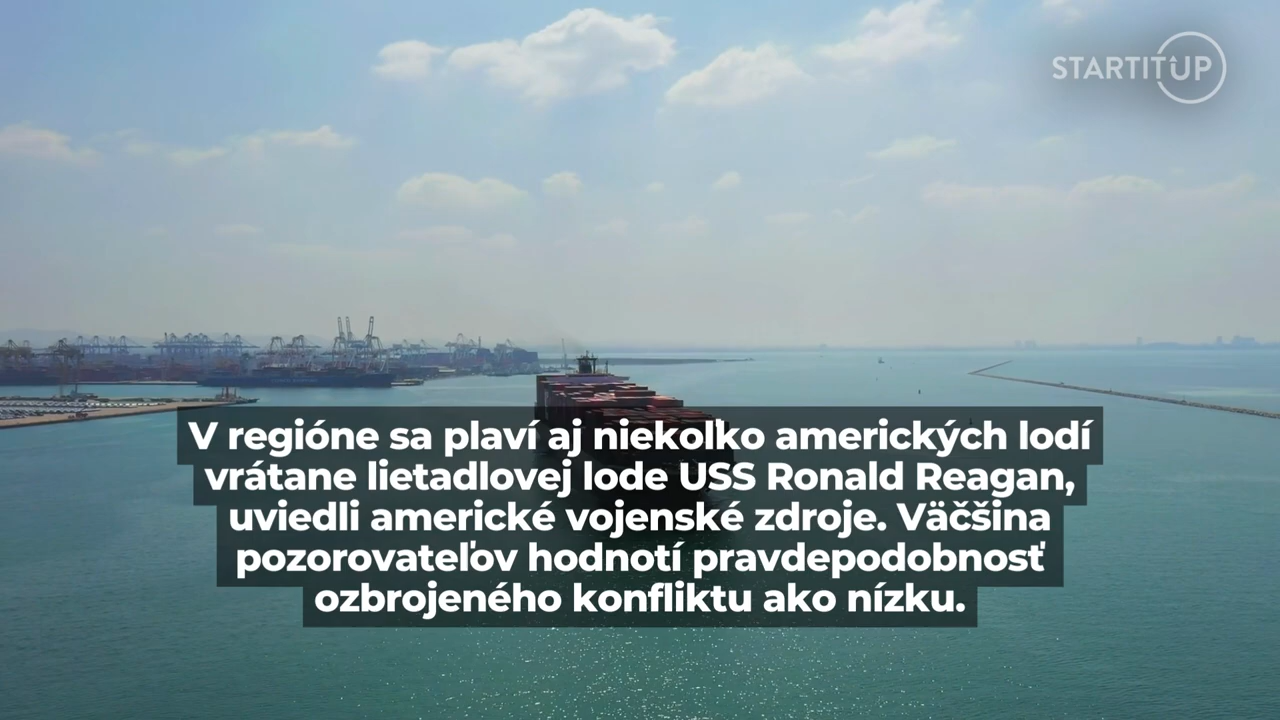 STARTITUP
V regióne sa plaví aj niekoľko amerických lodí
vrátane lietadlovej lode USS Ronald Reagan,
uviedli americké vojenské zdroje. Väčšina
pozorovateľov hodnotí pravdepodobnosť
ozbrojeného konfliktu ako nízku.